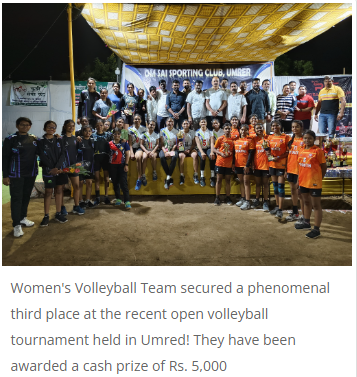 OM SAI SPORTING CLUB, UMRER
Women's Volleyball Team secured a phenomenal
third place at the recent open volleyball
tournament held in Umred! They have been
awarded a cash prize of Rs. 5,000